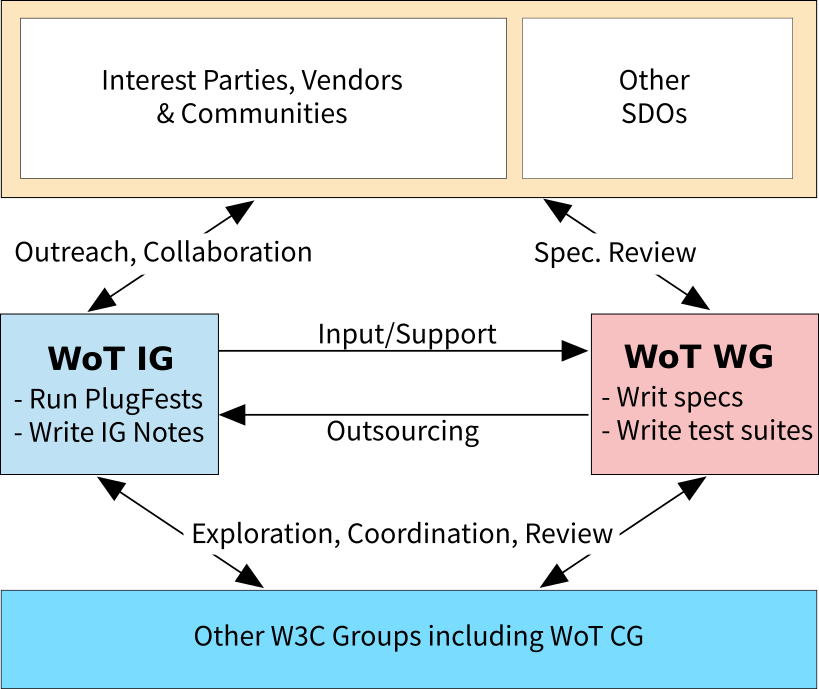 Interest Parties, Vendors
& Communities
Other
SDOs
Outreach, Collaboration
Spec. Review
WoT IG
- Run PlugFests
- Write IG Notes
Input/Support
Outsourcing
WoT WG
- Writ specs
- Write test suites
Exploration, Coordination, Review
Other W3C Groups including WoT CG